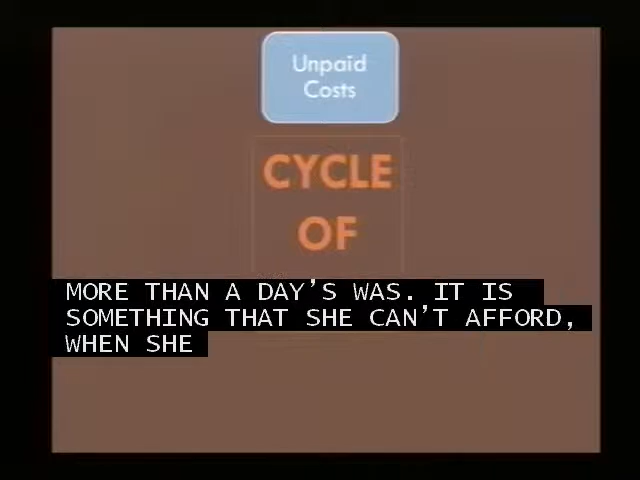 Unpaid
Costs
CYCLE
OF
MORE THAN A DAY'S WAS. IT IS
SOMETHING THAT SHE CAN'T AFFORD,
WHEN SHE